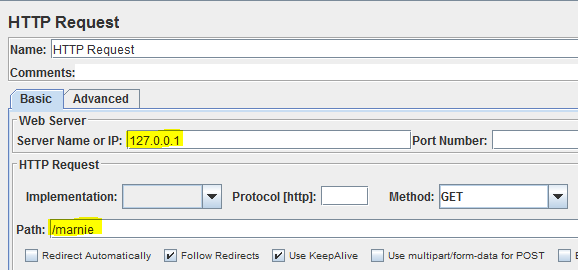 HTTP Request
Name: HTTP Request
Comments:
Basic Advanced
Web Server
Server Name or IP: 127.0.0.1 Port Number:
HTTP Request
Implementation: Protocol [http]: Method: GET
Path: /marnie
Redirect Automatically Follow Redirects Use KeepAlive Use multipart/form-data for POST